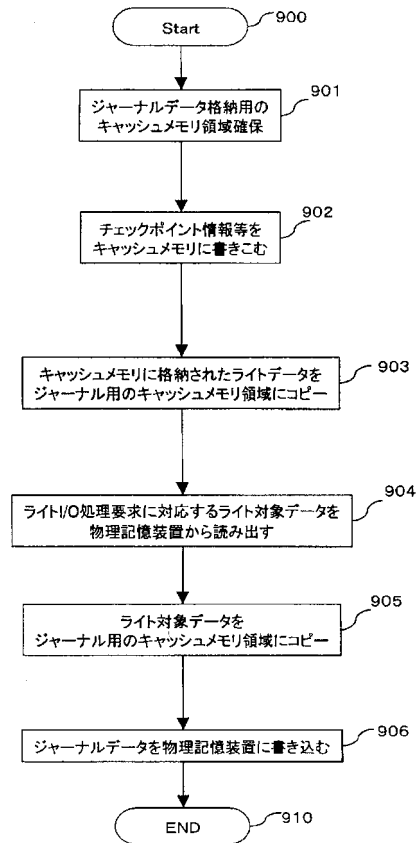 Start
900
ジャーナルデータ格納用の
キャッシュメモリ領域確保
901
チェックポイント情報等を
キャッシュメモリに書きこむ
902
キャッシュメモリに格納されたライトデータを
ジャーナル用のキャッシュメモリ領域にコピー
903
ライトI/O処理要求に対応するライト対象データを
物理記憶装置から読み出す
904
ライト対象データを
ジャーナル用のキャッシュメモリ領域にコピー
905
ジャーナルデータを物理記憶装置に書き込む
906
END
910